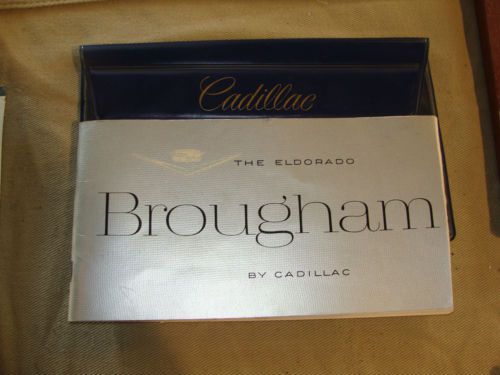 Cadillac
THE ELDORADO
Brougham
BY CADILLAC